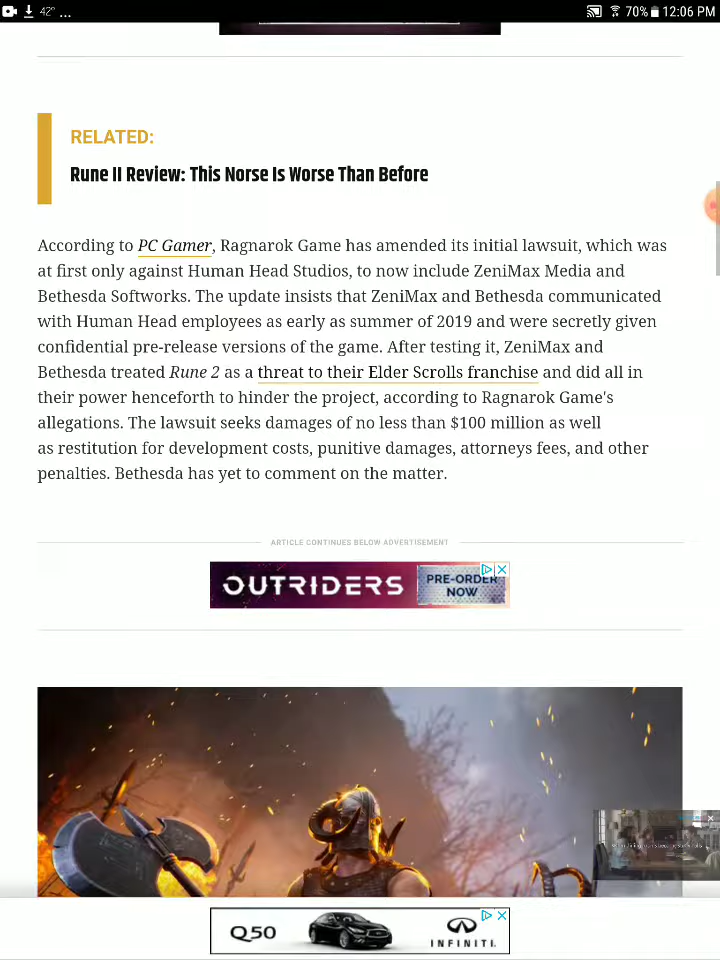 42° ...
70% 12:06 PM
RELATED:
Rune II Review: This Norse Is Worse Than Before
According to PC Gamer, Ragnarok Game has amended its initial lawsuit, which was
at first only against Human Head Studios, to now include ZeniMax Media and
Bethesda Softworks. The update insists that ZeniMax and Bethesda communicated
with Human Head employees as early as summer of 2019 and were secretly given
confidential pre-release versions of the game. After testing it, ZeniMax and
Bethesda treated Rune 2 as a threat to their Elder Scrolls franchise and did all in
their power henceforth to hinder the project, according to Ragnarok Game's
allegations. The lawsuit seeks damages of no less than $100 million as well
as restitution for development costs, punitive damages, attorneys fees, and other
penalties. Bethesda has yet to comment on the matter.
ARTICLE CONTINUES BELOW ADVERTISEMENT
OUTRIDERS
PRE-ORDER
NOW
Q50
INFINITI.